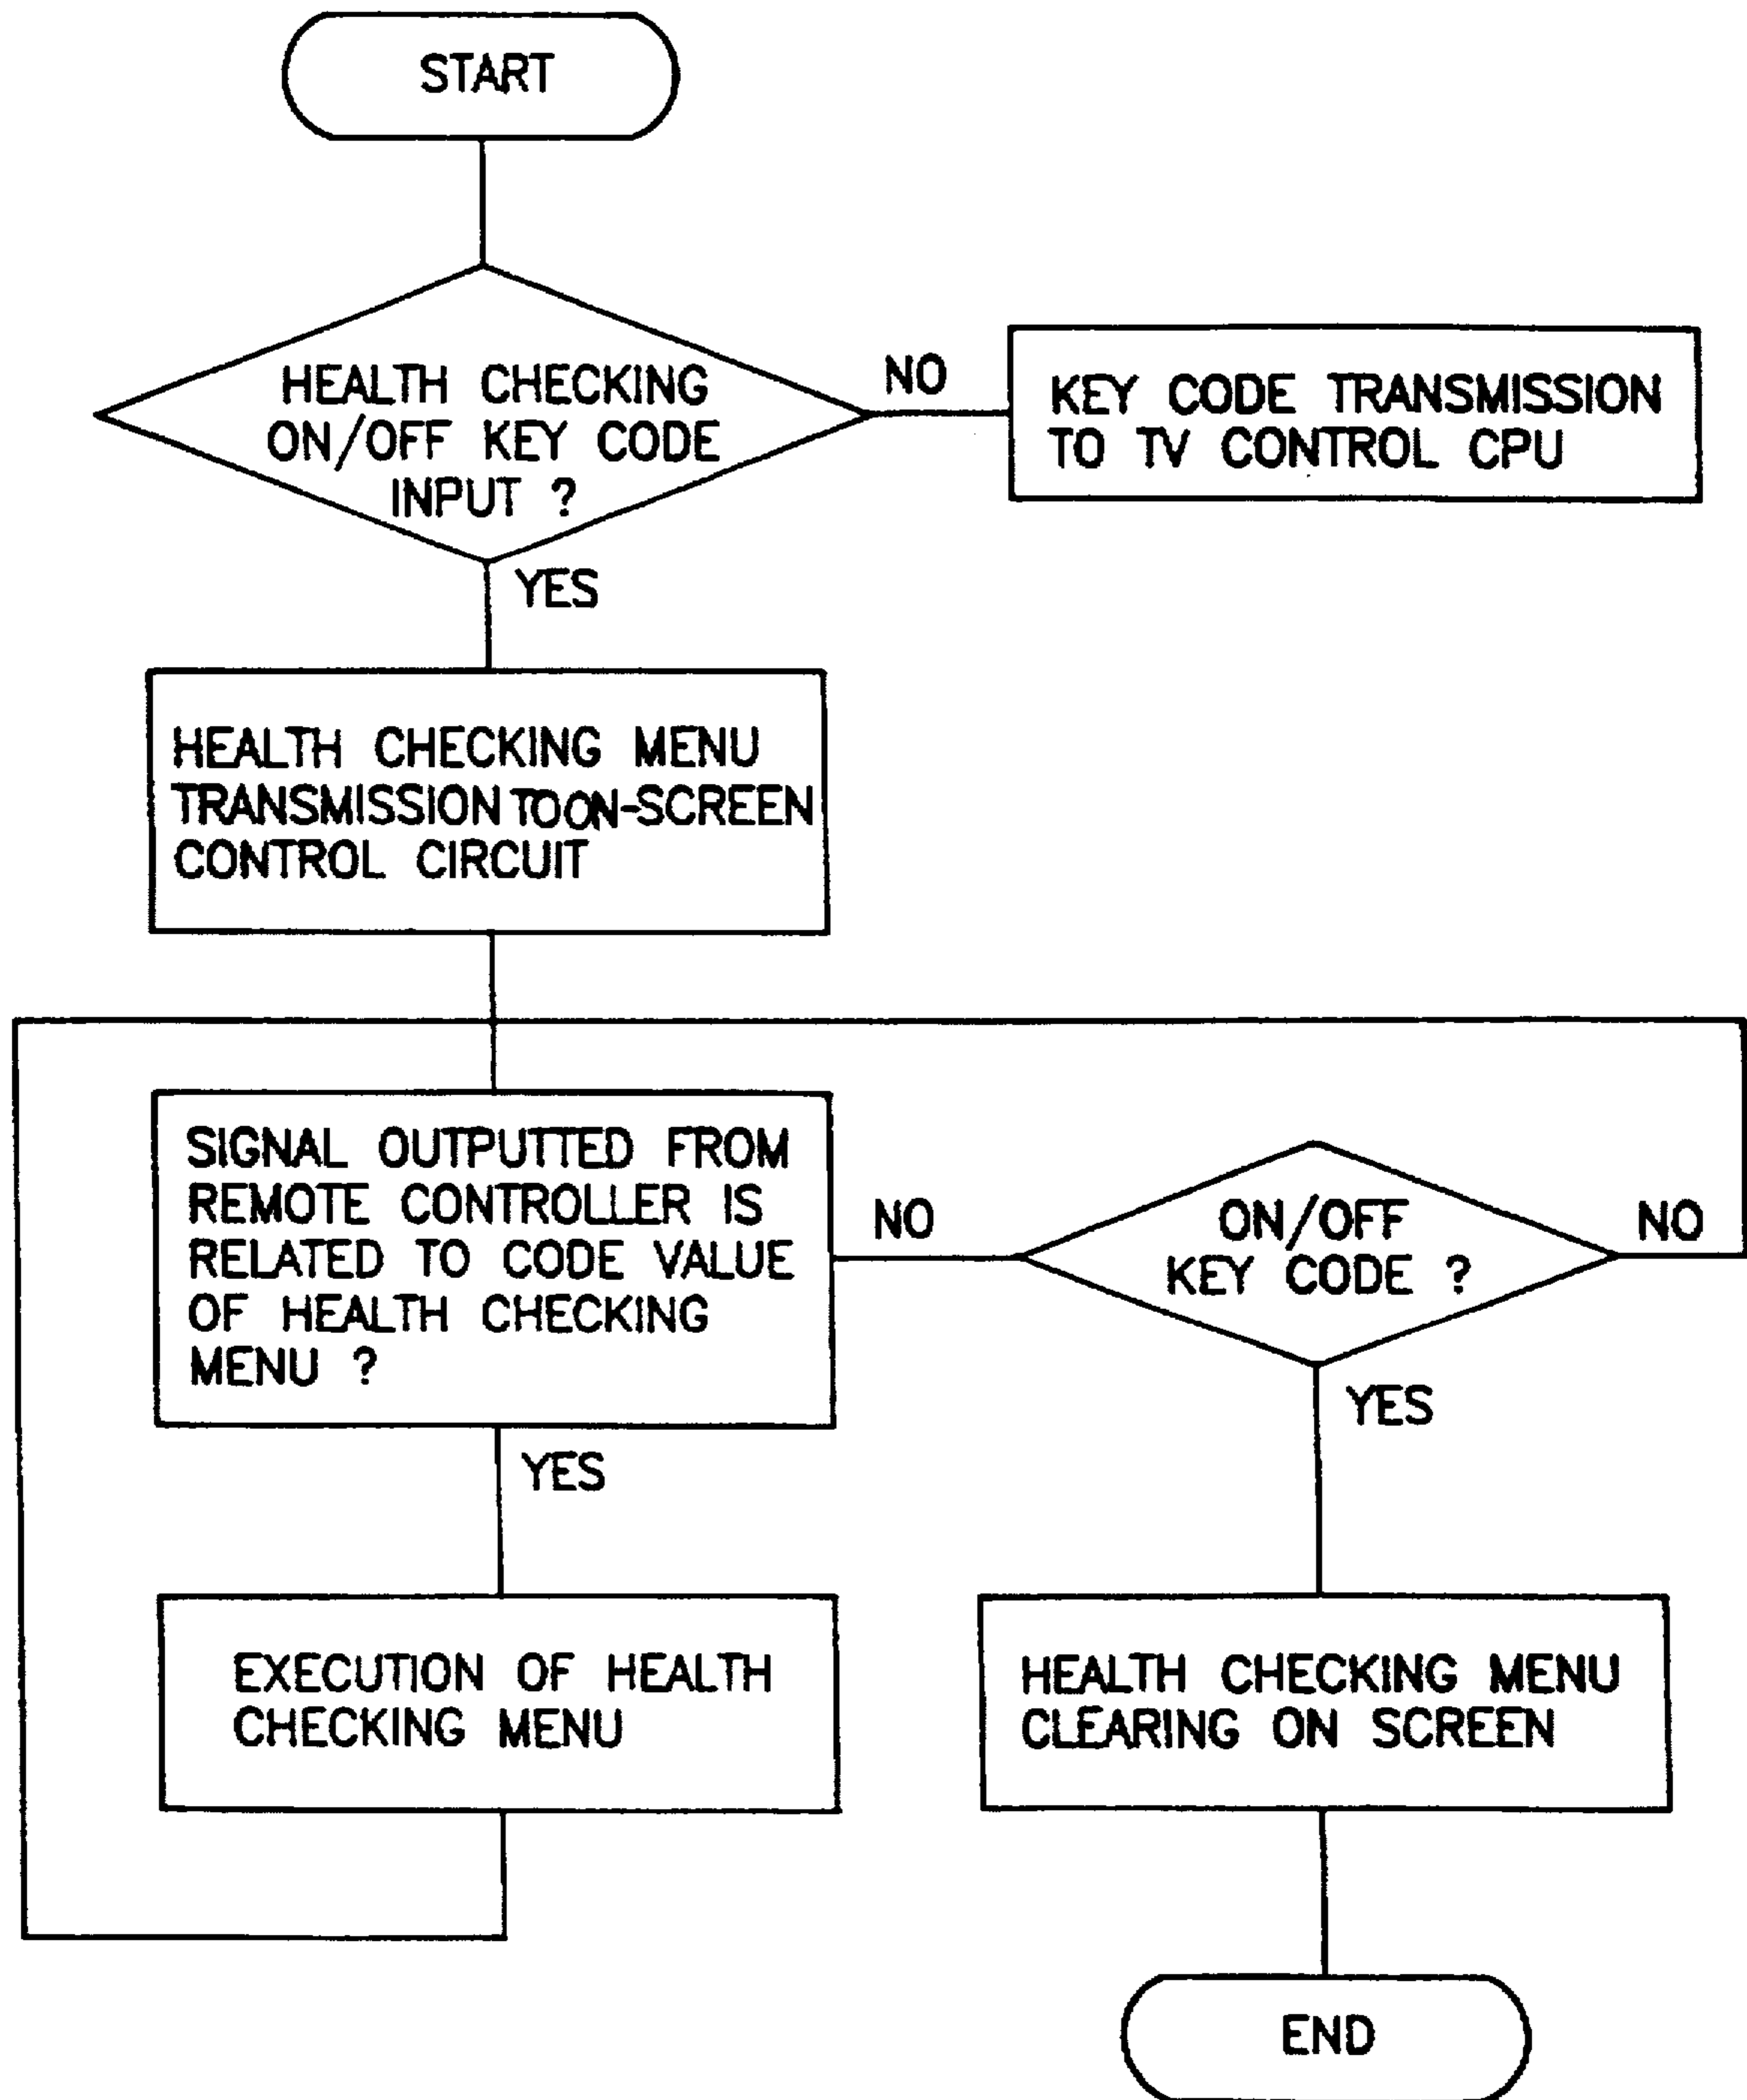 START
HEALTH CHECKING
ON/OFF KEY CODE
INPUT ?
NO
KEY CODE TRANSMISSION
TO TV CONTROL CPU
YES
HEALTH CHECKING MENU
TRANSMISSION TO ON-SCREEN
CONTROL CIRCUIT
SIGNAL OUTPUTTED FROM
REMOTE CONTROLLER IS
RELATED TO CODE VALUE
OF HEALTH CHECKING
MENU ?
NO
ON/OFF
KEY CODE ?
NO
YES
YES
EXECUTION OF HEALTH
CHECKING MENU
HEALTH CHECKING MENU
CLEARING ON SCREEN
END